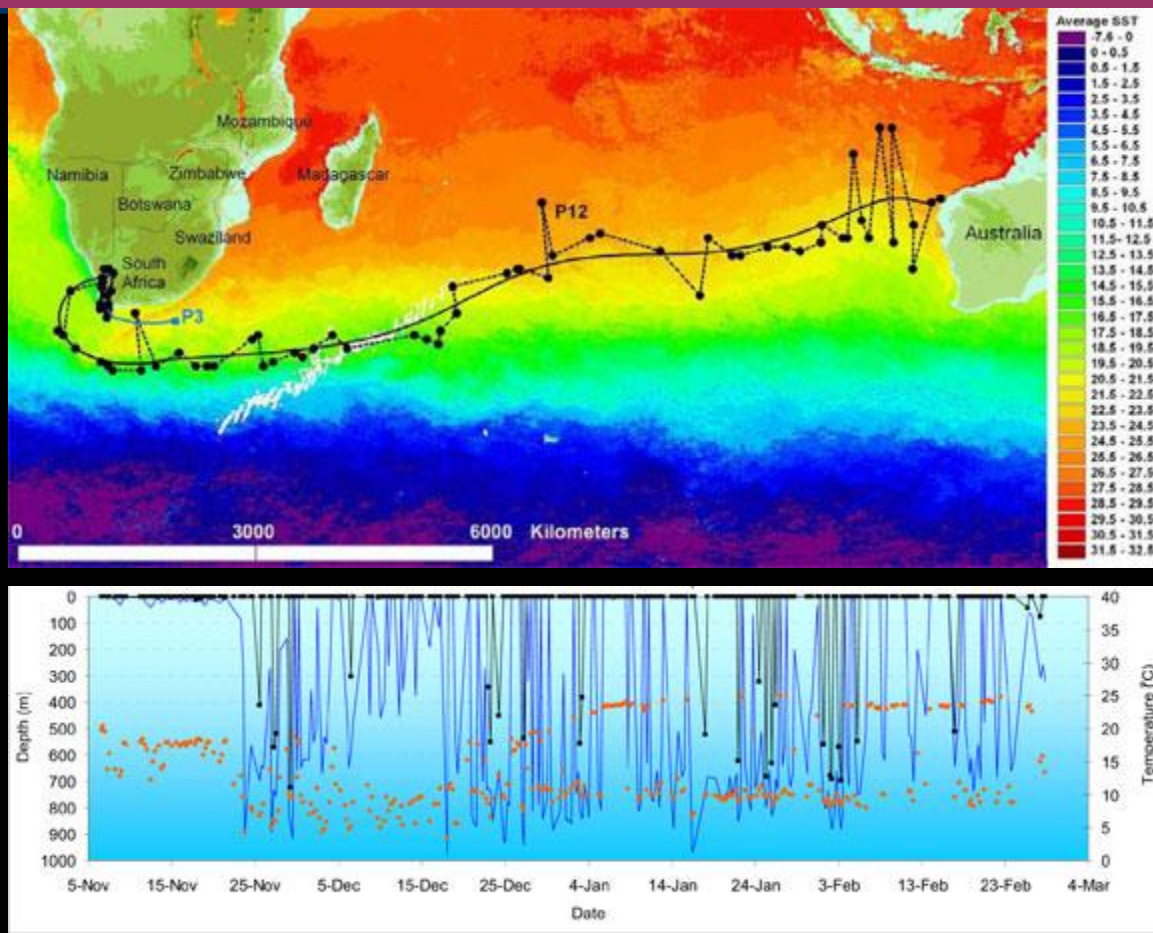 Average SST
-7.6 - 0
0 - 0.5
0.5 - 1.5
1.5 - 2.5
2.5 - 3.5
3.5 - 4.5
4.5 - 5.5
5.5 - 6.5
6.5 - 7.5
7.5 - 8.5
8.5 - 9.5
9.5 - 10.5
10.5 - 11.5
11.5 - 12.5
12.5 - 13.5
13.5 - 14.5
14.5 - 15.5
15.5 - 16.5
16.5 - 17.5
17.5 - 18.5
18.5 - 19.5
19.5 - 20.5
20.5 - 21.5
21.5 - 22.5
22.5 - 23.5
23.5 - 24.5
24.5 - 25.5
25.5 - 26.5
26.5 - 27.5
27.5 - 28.5
28.5 - 29.5
29.5 - 30.5
30.5 - 31.5
31.5 - 32.5
Mozambique
Namibia
Zimbabwe
Madagascar
Botswana
Swaziland
South
Africa
P12
P3
Australia
0 3000 6000 Kilometers
Depth (m)
0
100
200
300
400
500
600
700
800
900
1000
40
35
30
25
20
15
10
5
0
Temperature (°C)
5-Nov 15-Nov 25-Nov 5-Dec 15-Dec 25-Dec 4-Jan 14-Jan 24-Jan 3-Feb 13-Feb 23-Feb 4-Mar
Date